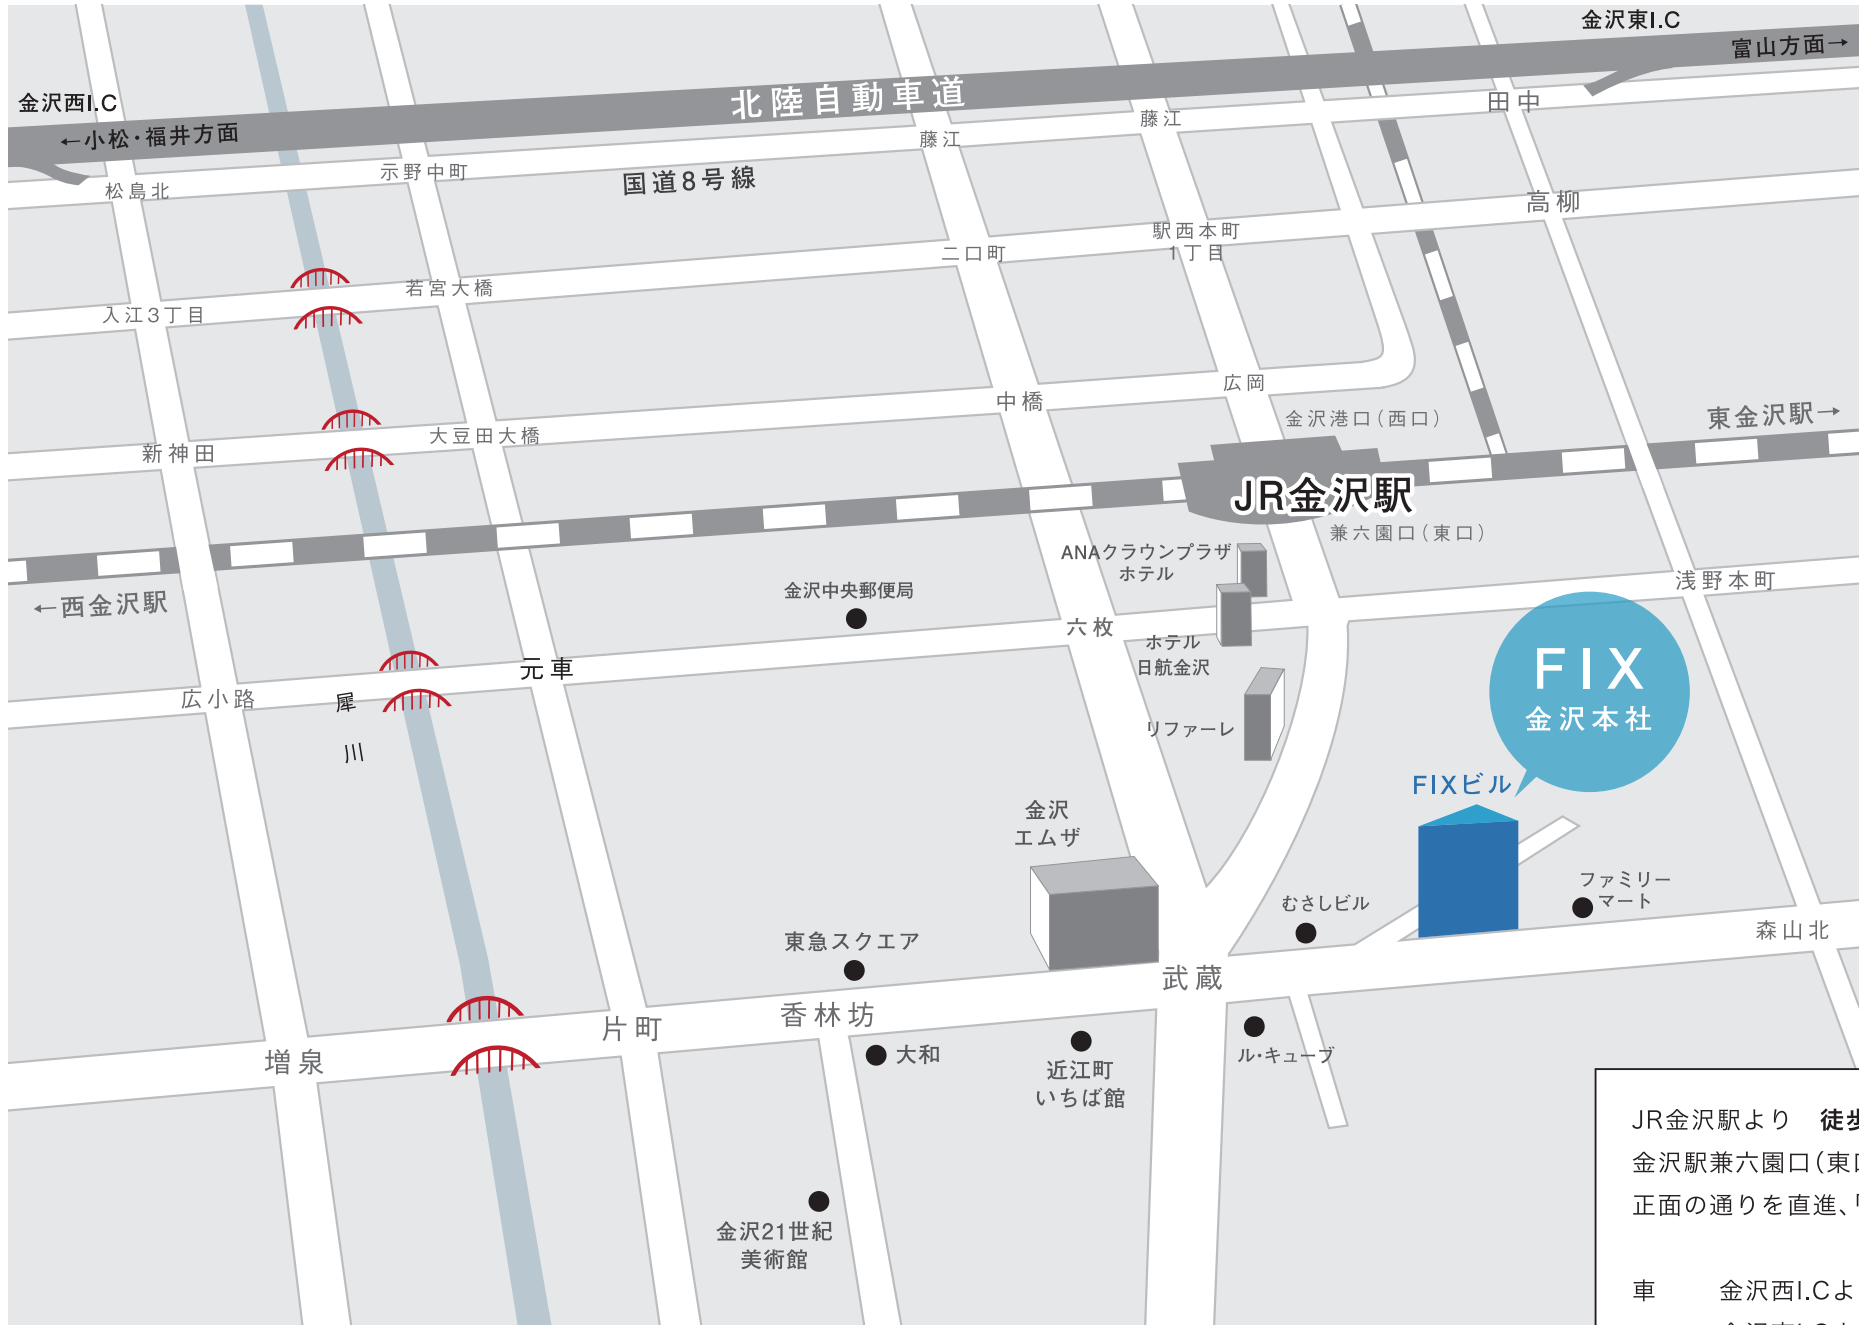 金沢東I.C
富山方面→
金沢西I.C
北陸自動車道
←小松・福井方面
田中
藤江
藤江
示野中町
国道8号線
松島北
高柳
駅西本町
1丁目
二口町
若宮大橋
入江3丁目
広岡
中橋
金沢港口(西口)
東金沢駅→
大豆田大橋
新神田
JR金沢駅
兼六園口(東口)
ANAクラウンプラザ
ホテル
浅野本町
金沢中央郵便局
←西金沢駅
六枚
ホテル
日航金沢
元車
FIX
金沢本社
広小路
犀
川
リファーレ
FIXビル
金沢
エムザ
ファミリー
マート
むさしビル
森山北
東急スクエア
武蔵
香林坊
片町
増泉
大和
ル・キューブ
近江町
いちば館
金沢21世紀
美術館
JR金沢駅より 徒歩
金沢駅兼六園口(東口
正面の通りを直進、「
車 金沢西I.Cよ